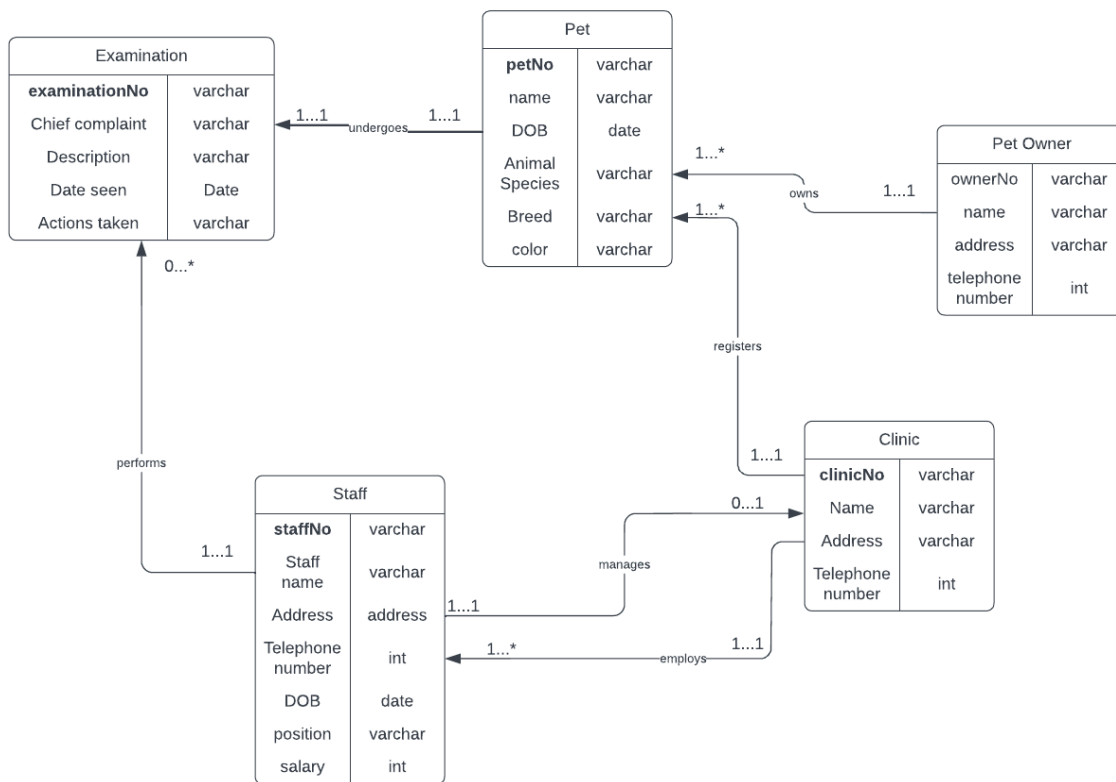 Examination
examinationNo varchar
Chief complaint varchar
Description varchar
Date seen Date
Actions taken varchar
1...1
undergoes
1...1
Pet
petNo varchar
name varchar
DOB date
Animal
Species varchar
Breed varchar
color varchar
1...*
owns
1...1
Pet Owner
ownerNo varchar
name varchar
address varchar
telephone
number int
1...*
registers
1...1
0...*
performs
1...1
Staff
staffNo varchar
Staff
name varchar
Address address
Telephone
number int
DOB date
position varchar
salary int
0...1
manages
1...1
1...*
employs
1...1
Clinic
clinicNo varchar
Name varchar
Address varchar
Telephone
number int